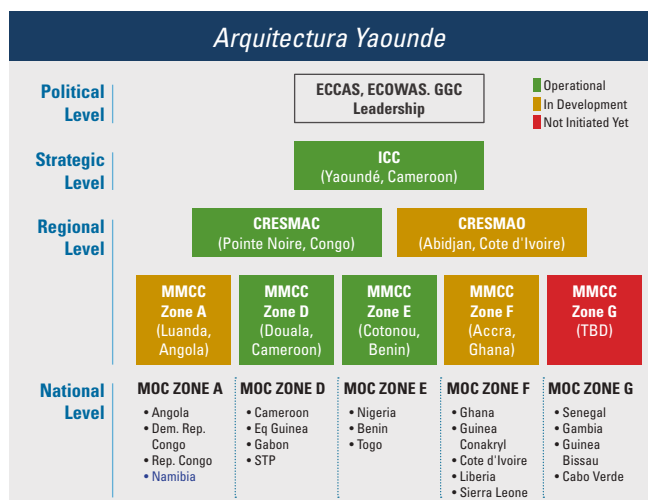 Arquitectura Yaounde
Political
Level
ECCAS, ECOWAS. GGC
Leadership
Operational
In Development
Not Initiated Yet
Strategic
Level
ICC
(Yaoundé, Cameroon)
Regional
Level
CRESMAC
(Pointe Noire, Congo)
CRESMAO
(Abidjan, Cote d'Ivoire)
MMCC
Zone A
(Luanda,
Angola)
MMCC
Zone D
(Douala,
Cameroon)
MMCC
Zone E
(Cotonou,
Benin)
MMCC
Zone F
(Accra,
Ghana)
MMCC
Zone G
(TBD)
National
Level
MOC ZONE A
• Angola
• Dem. Rep.
Congo
• Rep. Congo
• Namibia
MOC ZONE D
• Cameroon
• Eq Guinea
• Gabon
• STP
MOC ZONE E
• Nigeria
• Benin
• Togo
MOC ZONE F
• Ghana
• Guinea
Conakryl
• Cote d'Ivoire
• Liberia
• Sierra Leone
MOC ZONE G
• Senegal
• Gambia
• Guinea
Bissau
• Cabo Verde